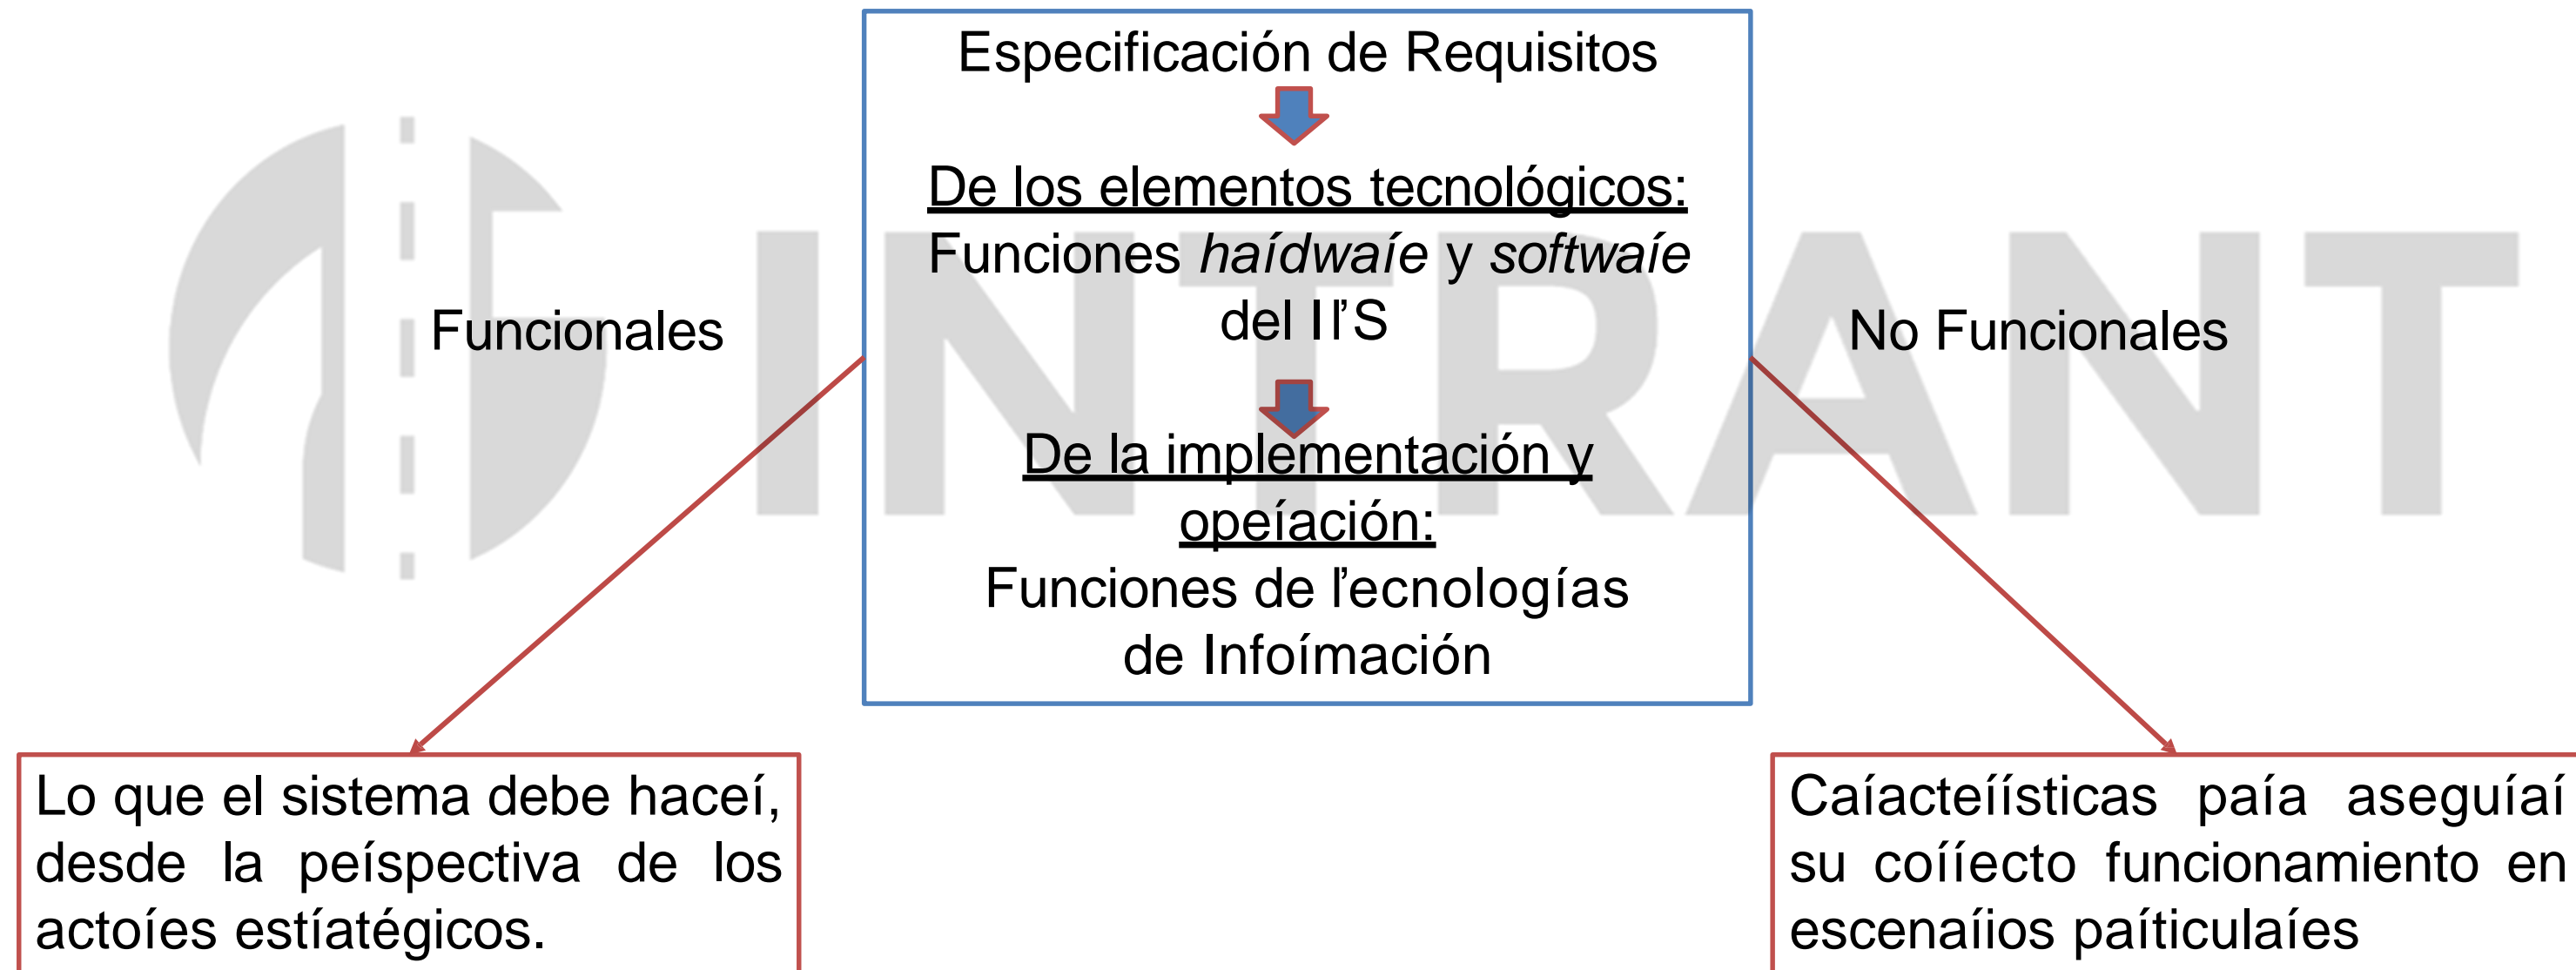 Especificación de Requisitos
De los elementos tecnológicos:
Funciones haídwaíe y softwaíe
del IľS
De la implementación y
opeíación:
Funciones de ľecnologías
de Infoímación
Funcionales
No Funcionales
Lo que el sistema debe haceí,
desde la peíspectiva de los
actoíes estíatégicos.
Caíacteíísticas paía aseguíaí
su coííecto funcionamiento en
escenaíios paíticulaíes
INTRANT